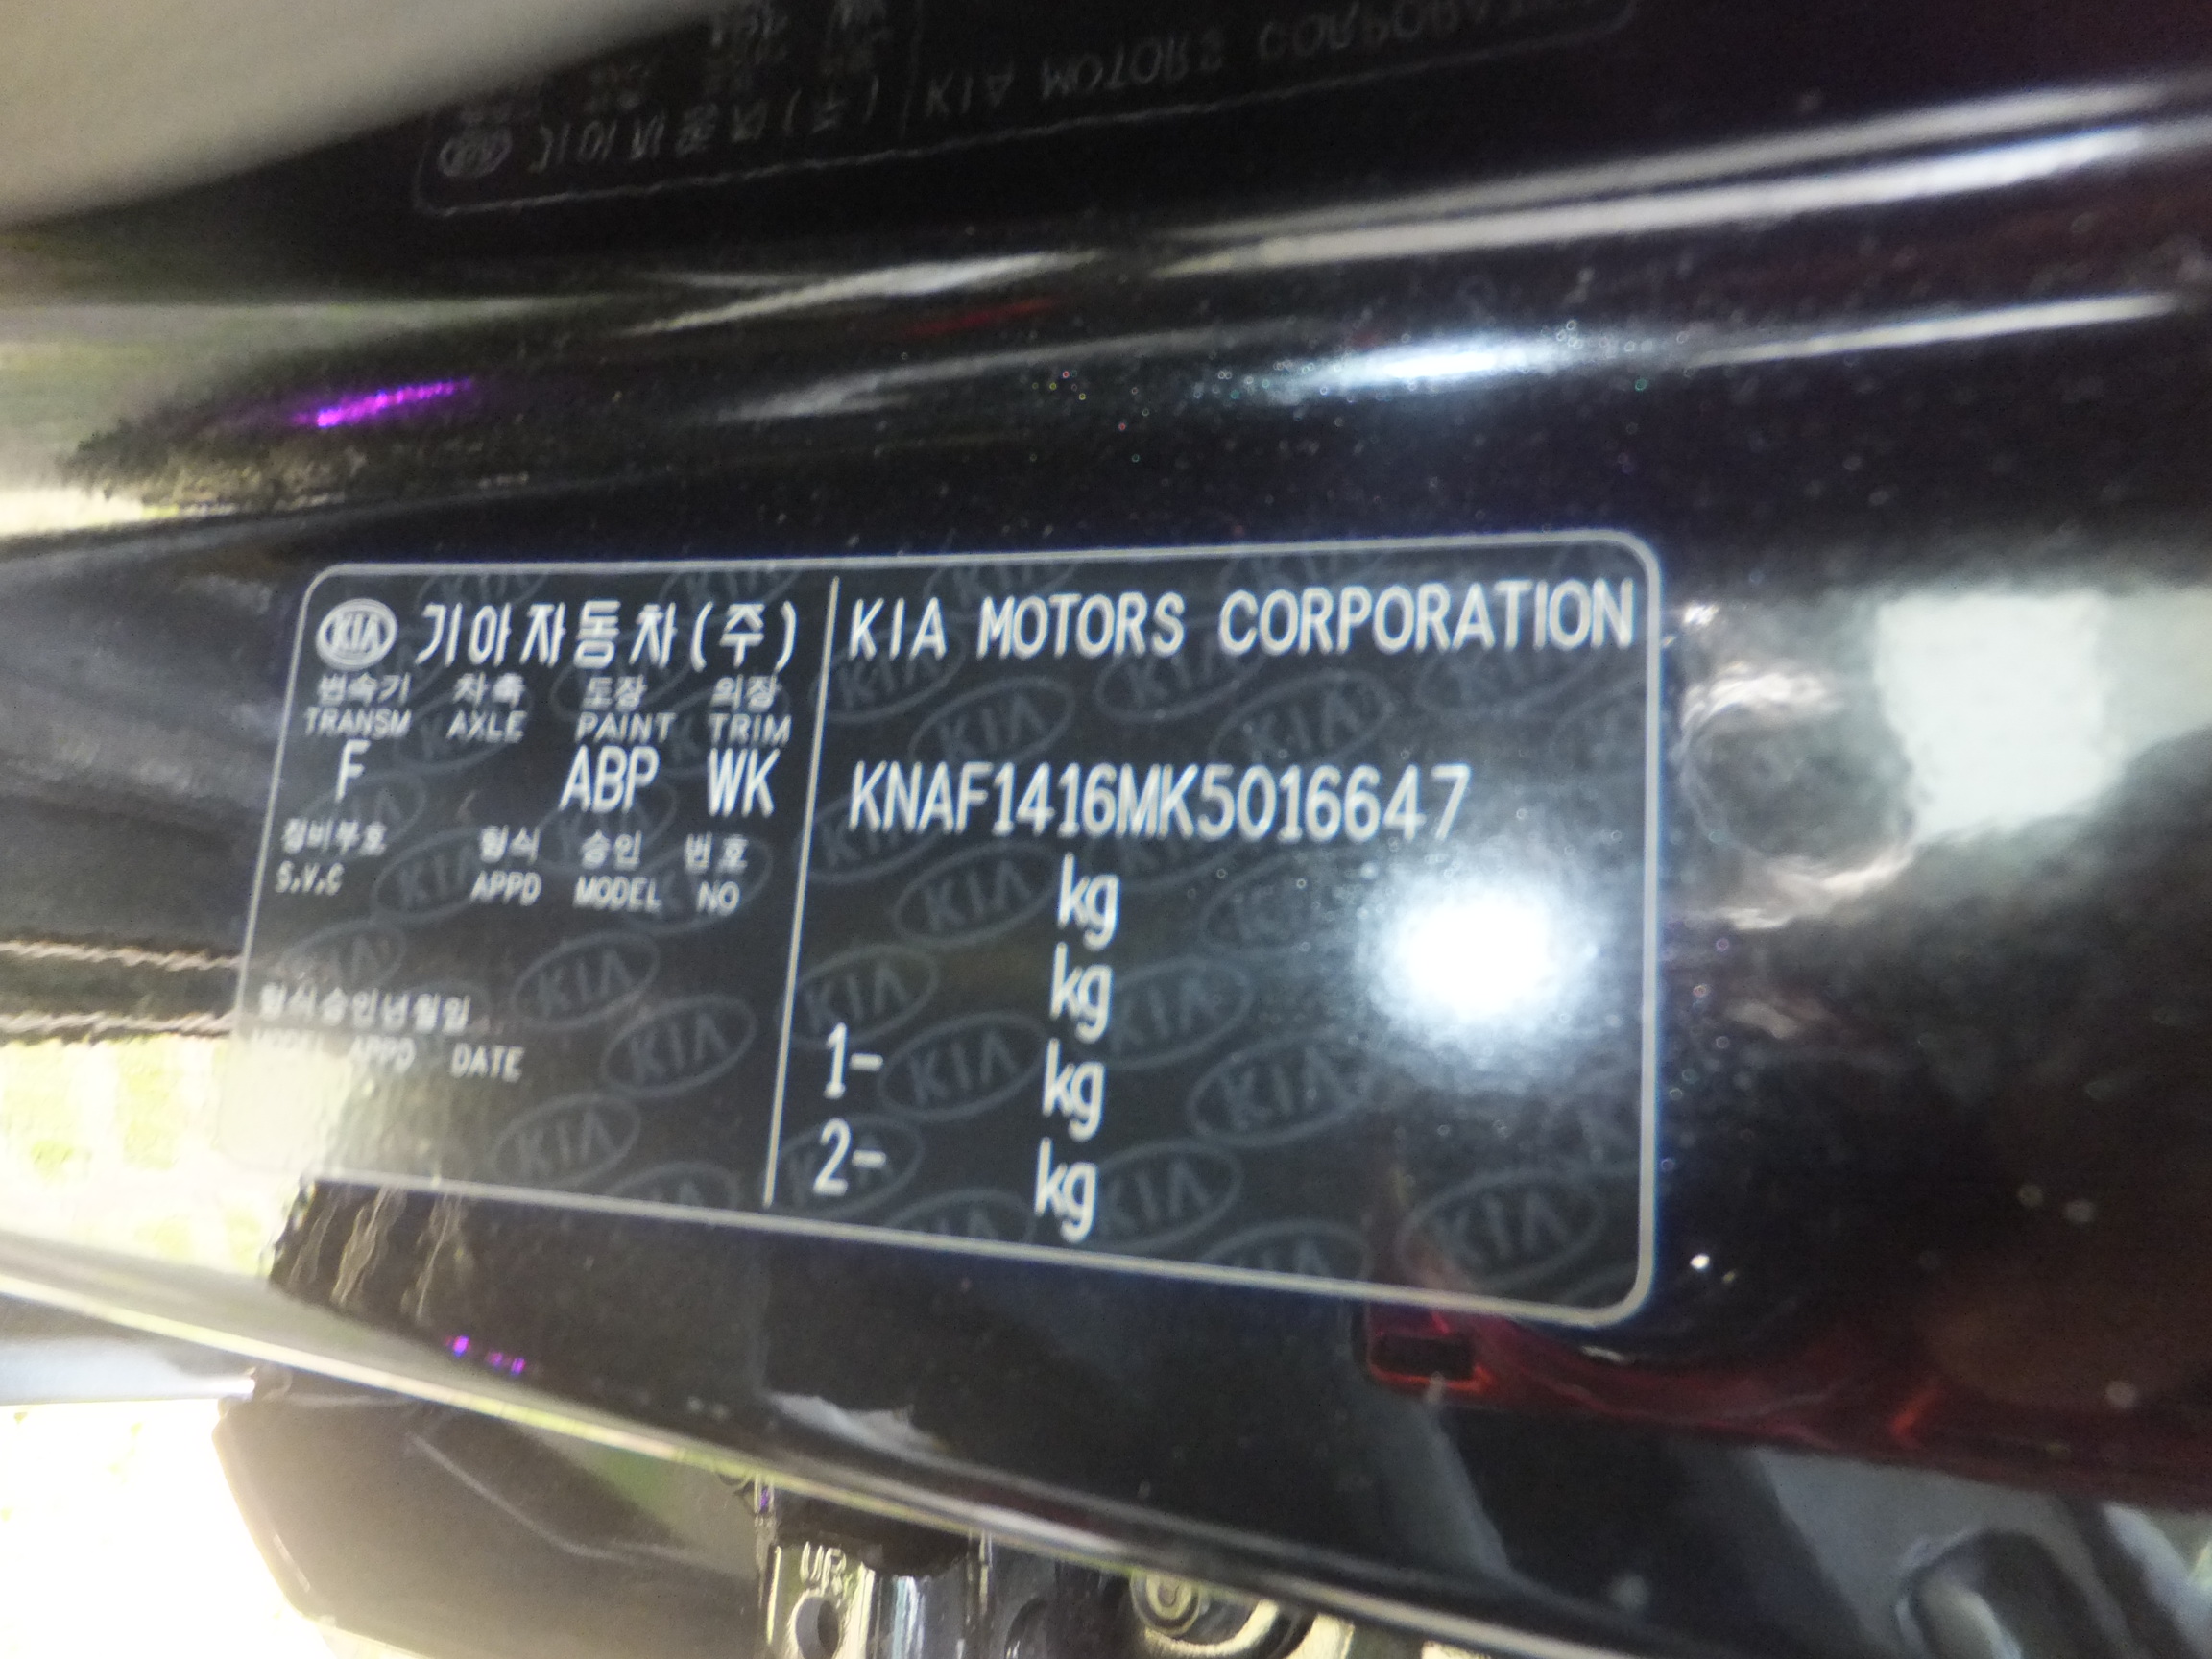 KIA 기아자동차(주)
변속기 차축 도장 의장
TRANSM AXLE PAINT TRIM
F ABP WK
정비부호 형식 승인 번호
S.V.C APPD MODEL NO
형식승인년월일
MODEL APPD DATE
KIA MOTORS CORPORATION
KNAF1416MK5016647
kg
kg
1- kg
2- kg